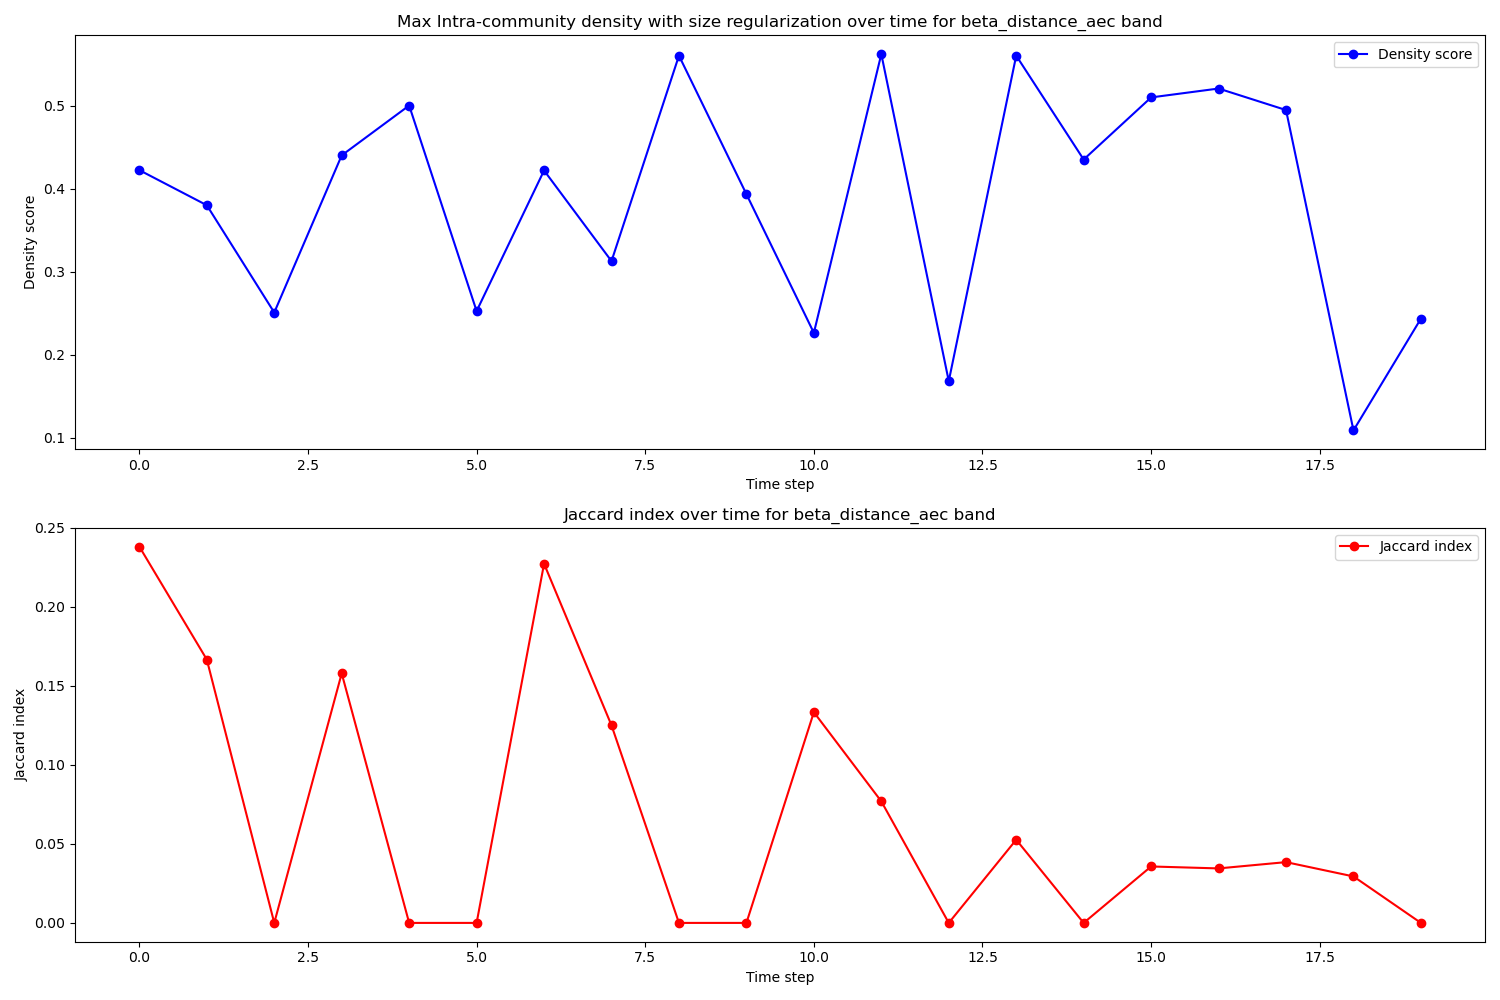 Max Intra-community density with size regularization over time for beta_distance_aec band
Density score
0.5
0.4
0.3
0.2
0.1
Density score
0.0 2.5 5.0 7.5 10.0 12.5 15.0 17.5
Time step
Jaccard index over time for beta_distance_aec band
Jaccard index
0.25
0.20
0.15
0.10
0.05
0.00
Jaccard index
0.0 2.5 5.0 7.5 10.0 12.5 15.0 17.5
Time step